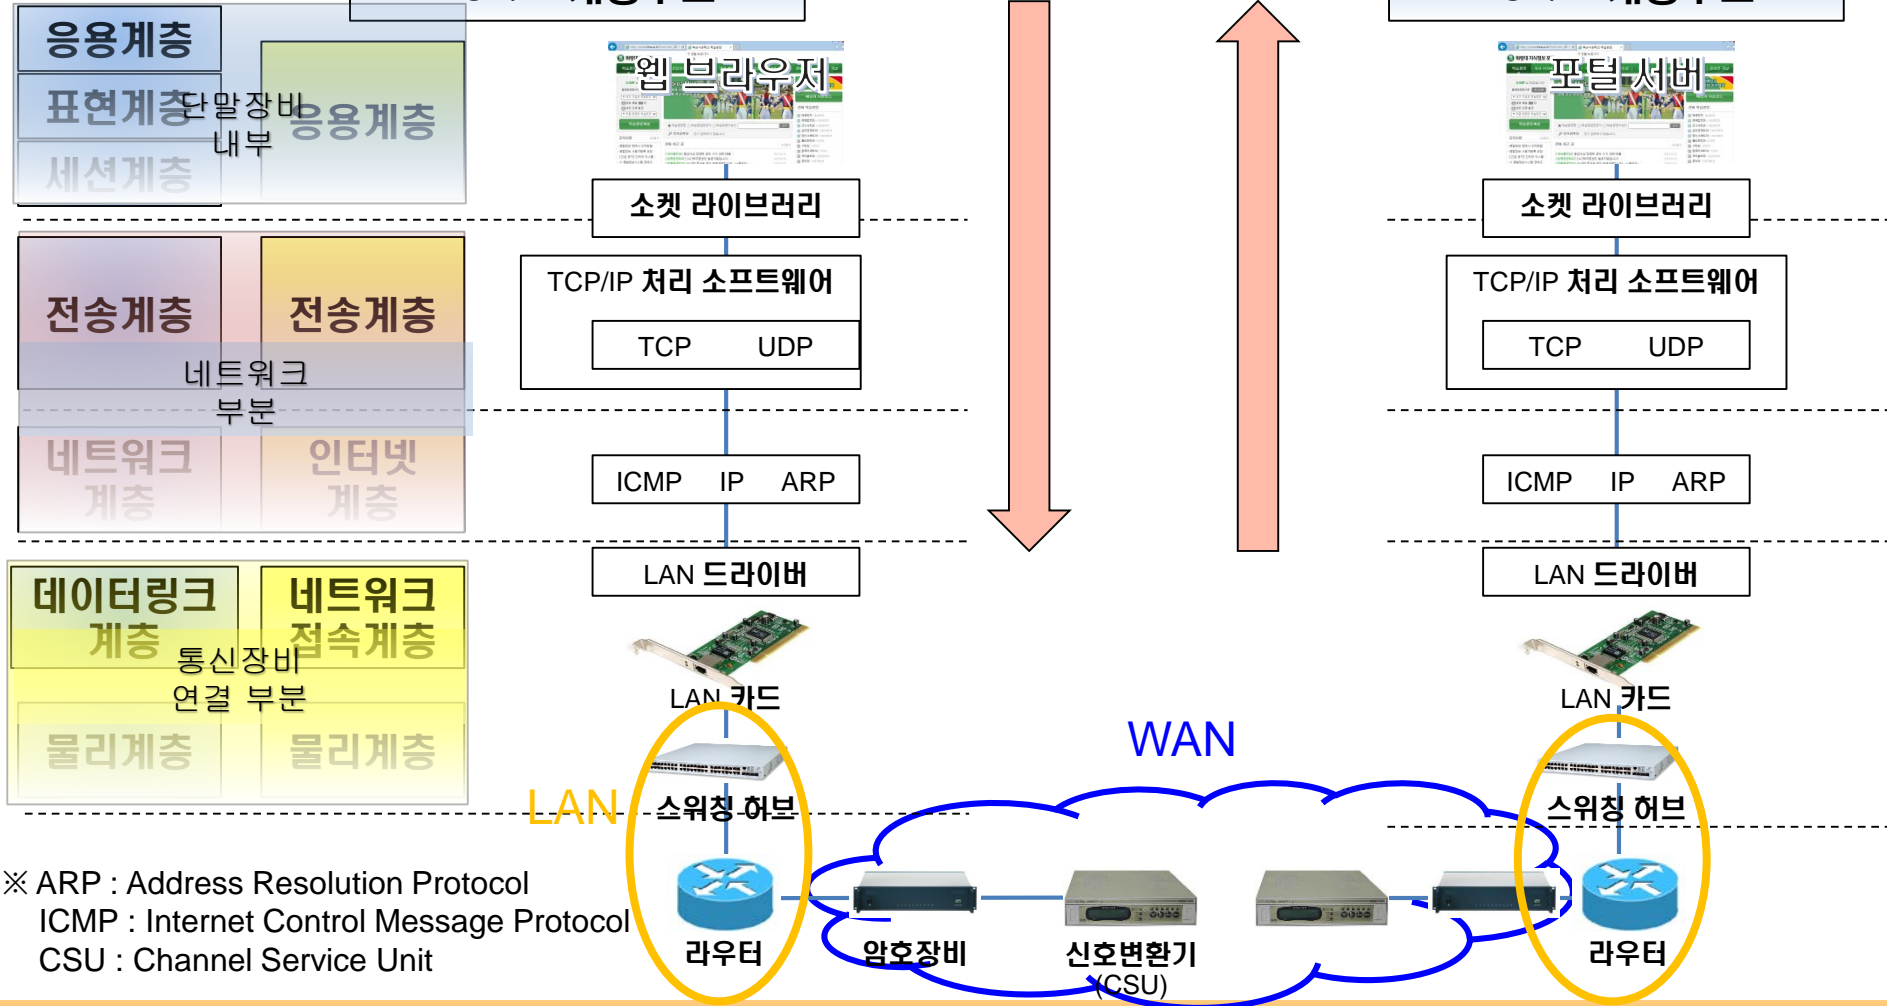 응용계층
표현계층
세션계층
응용계층
단말장비
내부
웹 브라우저
포털 서버
소켓 라이브러리
소켓 라이브러리
전송계층
전송계층
TCP/IP 처리 소프트웨어
TCP UDP
TCP/IP 처리 소프트웨어
TCP UDP
네트워크
부분
네트워크
계층
인터넷
계층
ICMP IP ARP
ICMP IP ARP
데이터링크
계층
네트워크
접속계층
LAN 드라이버
LAN 드라이버
통신장비
연결 부분
물리계층
물리계층
LAN 카드
LAN 카드
WAN
LAN
스위칭 허브
스위칭 허브
라우터
암호장비
신호변환기
(CSU)
라우터
※ ARP : Address Resolution Protocol
ICMP : Internet Control Message Protocol
CSU : Channel Service Unit